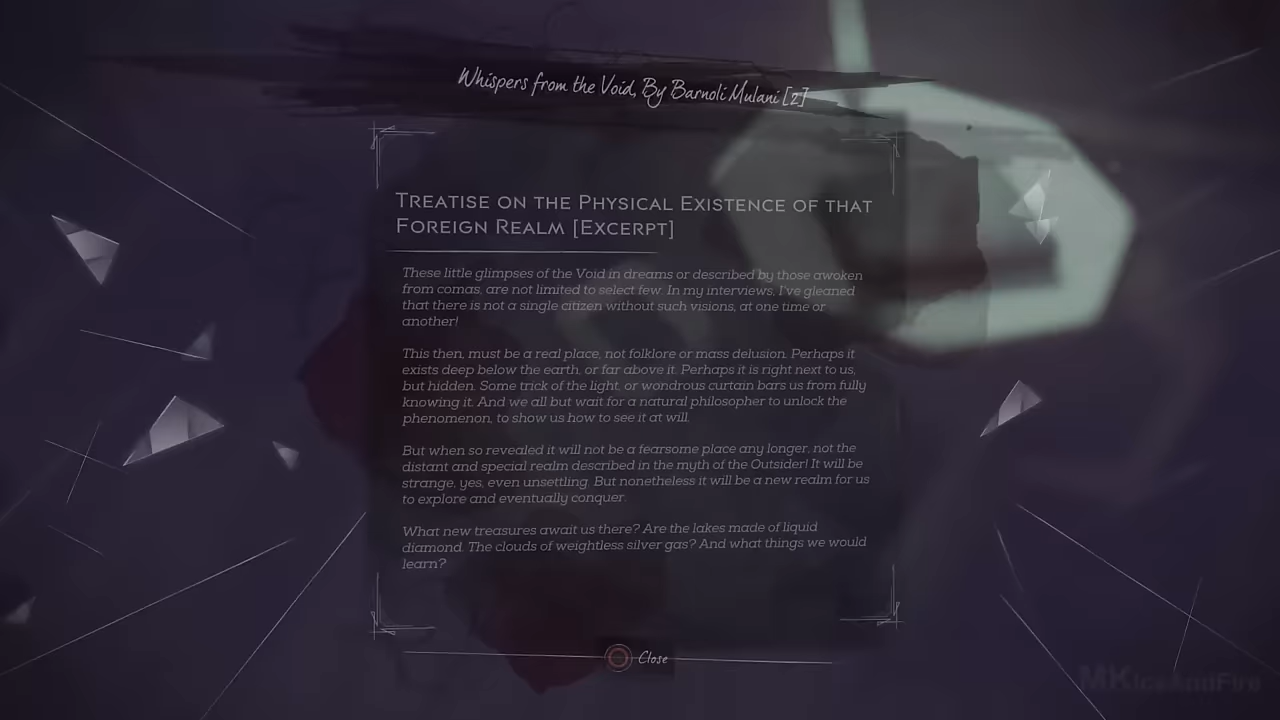 Whispers from the Void, By Barnoli Mulani [2]
Treatise on the Physical Existence of that
Foreign Realm [Excerpt]
These little glimpses of the Void in dreams or described by those awoken
from comas, are not limited to select few. In my interviews, I've gleaned
that there is not a single citizen without such visions, at one time or
another!
This then, must be a real place, not folklore or mass delusion. Perhaps it
exists deep below the earth, or far above it. Perhaps it is right next to us,
but hidden. Some trick of the light, or wondrous curtain bars us from fully
knowing it. And we all but wait for a natural philosopher to unlock the
phenomenon, to show us how to see it at will.
But when so revealed it will not be a fearsome place any longer, not the
distant and special realm described in the myth of the Outsider! It will be
strange, yes, even unsettling. But nonetheless it will be a new realm for us
to explore and eventually conquer.
What new treasures await us there? Are the lakes made of liquid
diamond. The clouds of weightless silver gas? And what things we would
learn?
Close
MKIceAndFire